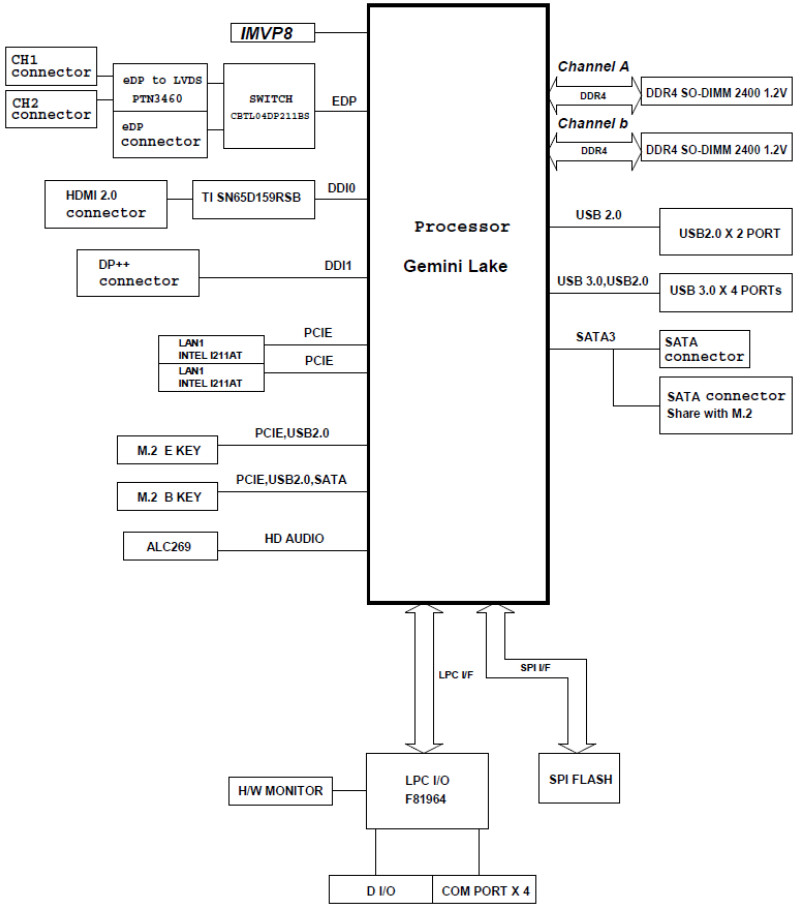 IMVP8
CH1
connector
CH2
connector
eDP to LVDS
PTN3460
eDP
connector
SWITCH
CBTL04DP211BS
EDP
HDMI 2.0
connector
TI SN65D159RSB
DDI0
DP++
connector
DDI1
LAN1
INTEL I211AT
PCIE
LAN1
INTEL I211AT
PCIE
M.2 E KEY
PCIE,USB2.0
M.2 B KEY
PCIE,USB2.0,SATA
ALC269
HD AUDIO
Processor
Gemini Lake
Channel A
DDR4
DDR4 SO-DIMM 2400 1.2V
Channel b
DDR4
DDR4 SO-DIMM 2400 1.2V
USB 2.0
USB2.0 X 2 PORT
USB 3.0,USB2.0
USB 3.0 X 4 PORTs
SATA3
SATA
connector
SATA connector
Share with M.2
LPC I/F
SPI I/F
H/W MONITOR
LPC I/O
F81964
SPI FLASH
D I/O
COM PORT X 4